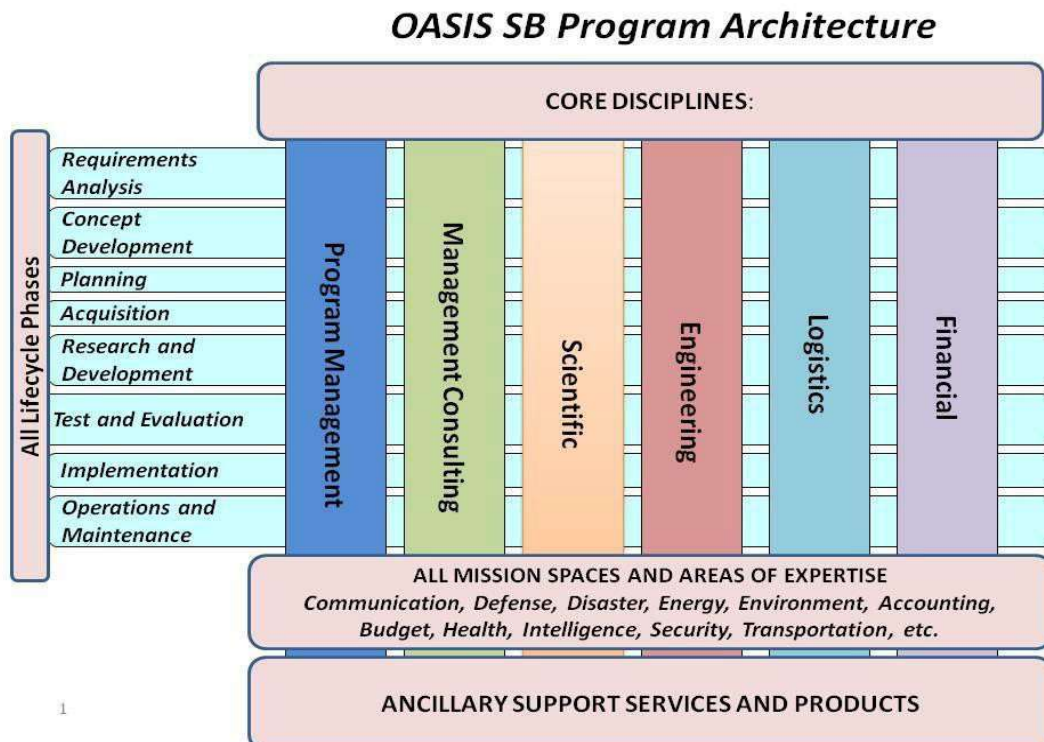 OASIS SB Program Architecture
CORE DISCIPLINES:
All Lifecycle Phases
Requirements
Analysis
Concept
Development
Planning
Acquisition
Research and
Development
Test and Evaluation
Implementation
Operations and
Maintenance
Program Management
Management Consulting
Scientific
Engineering
Logistics
Financial
ALL MISSION SPACES AND AREAS OF EXPERTISE
Communication, Defense, Disaster, Energy, Environment, Accounting,
Budget, Health, Intelligence, Security, Transportation, etc.
ANCILLARY SUPPORT SERVICES AND PRODUCTS
1